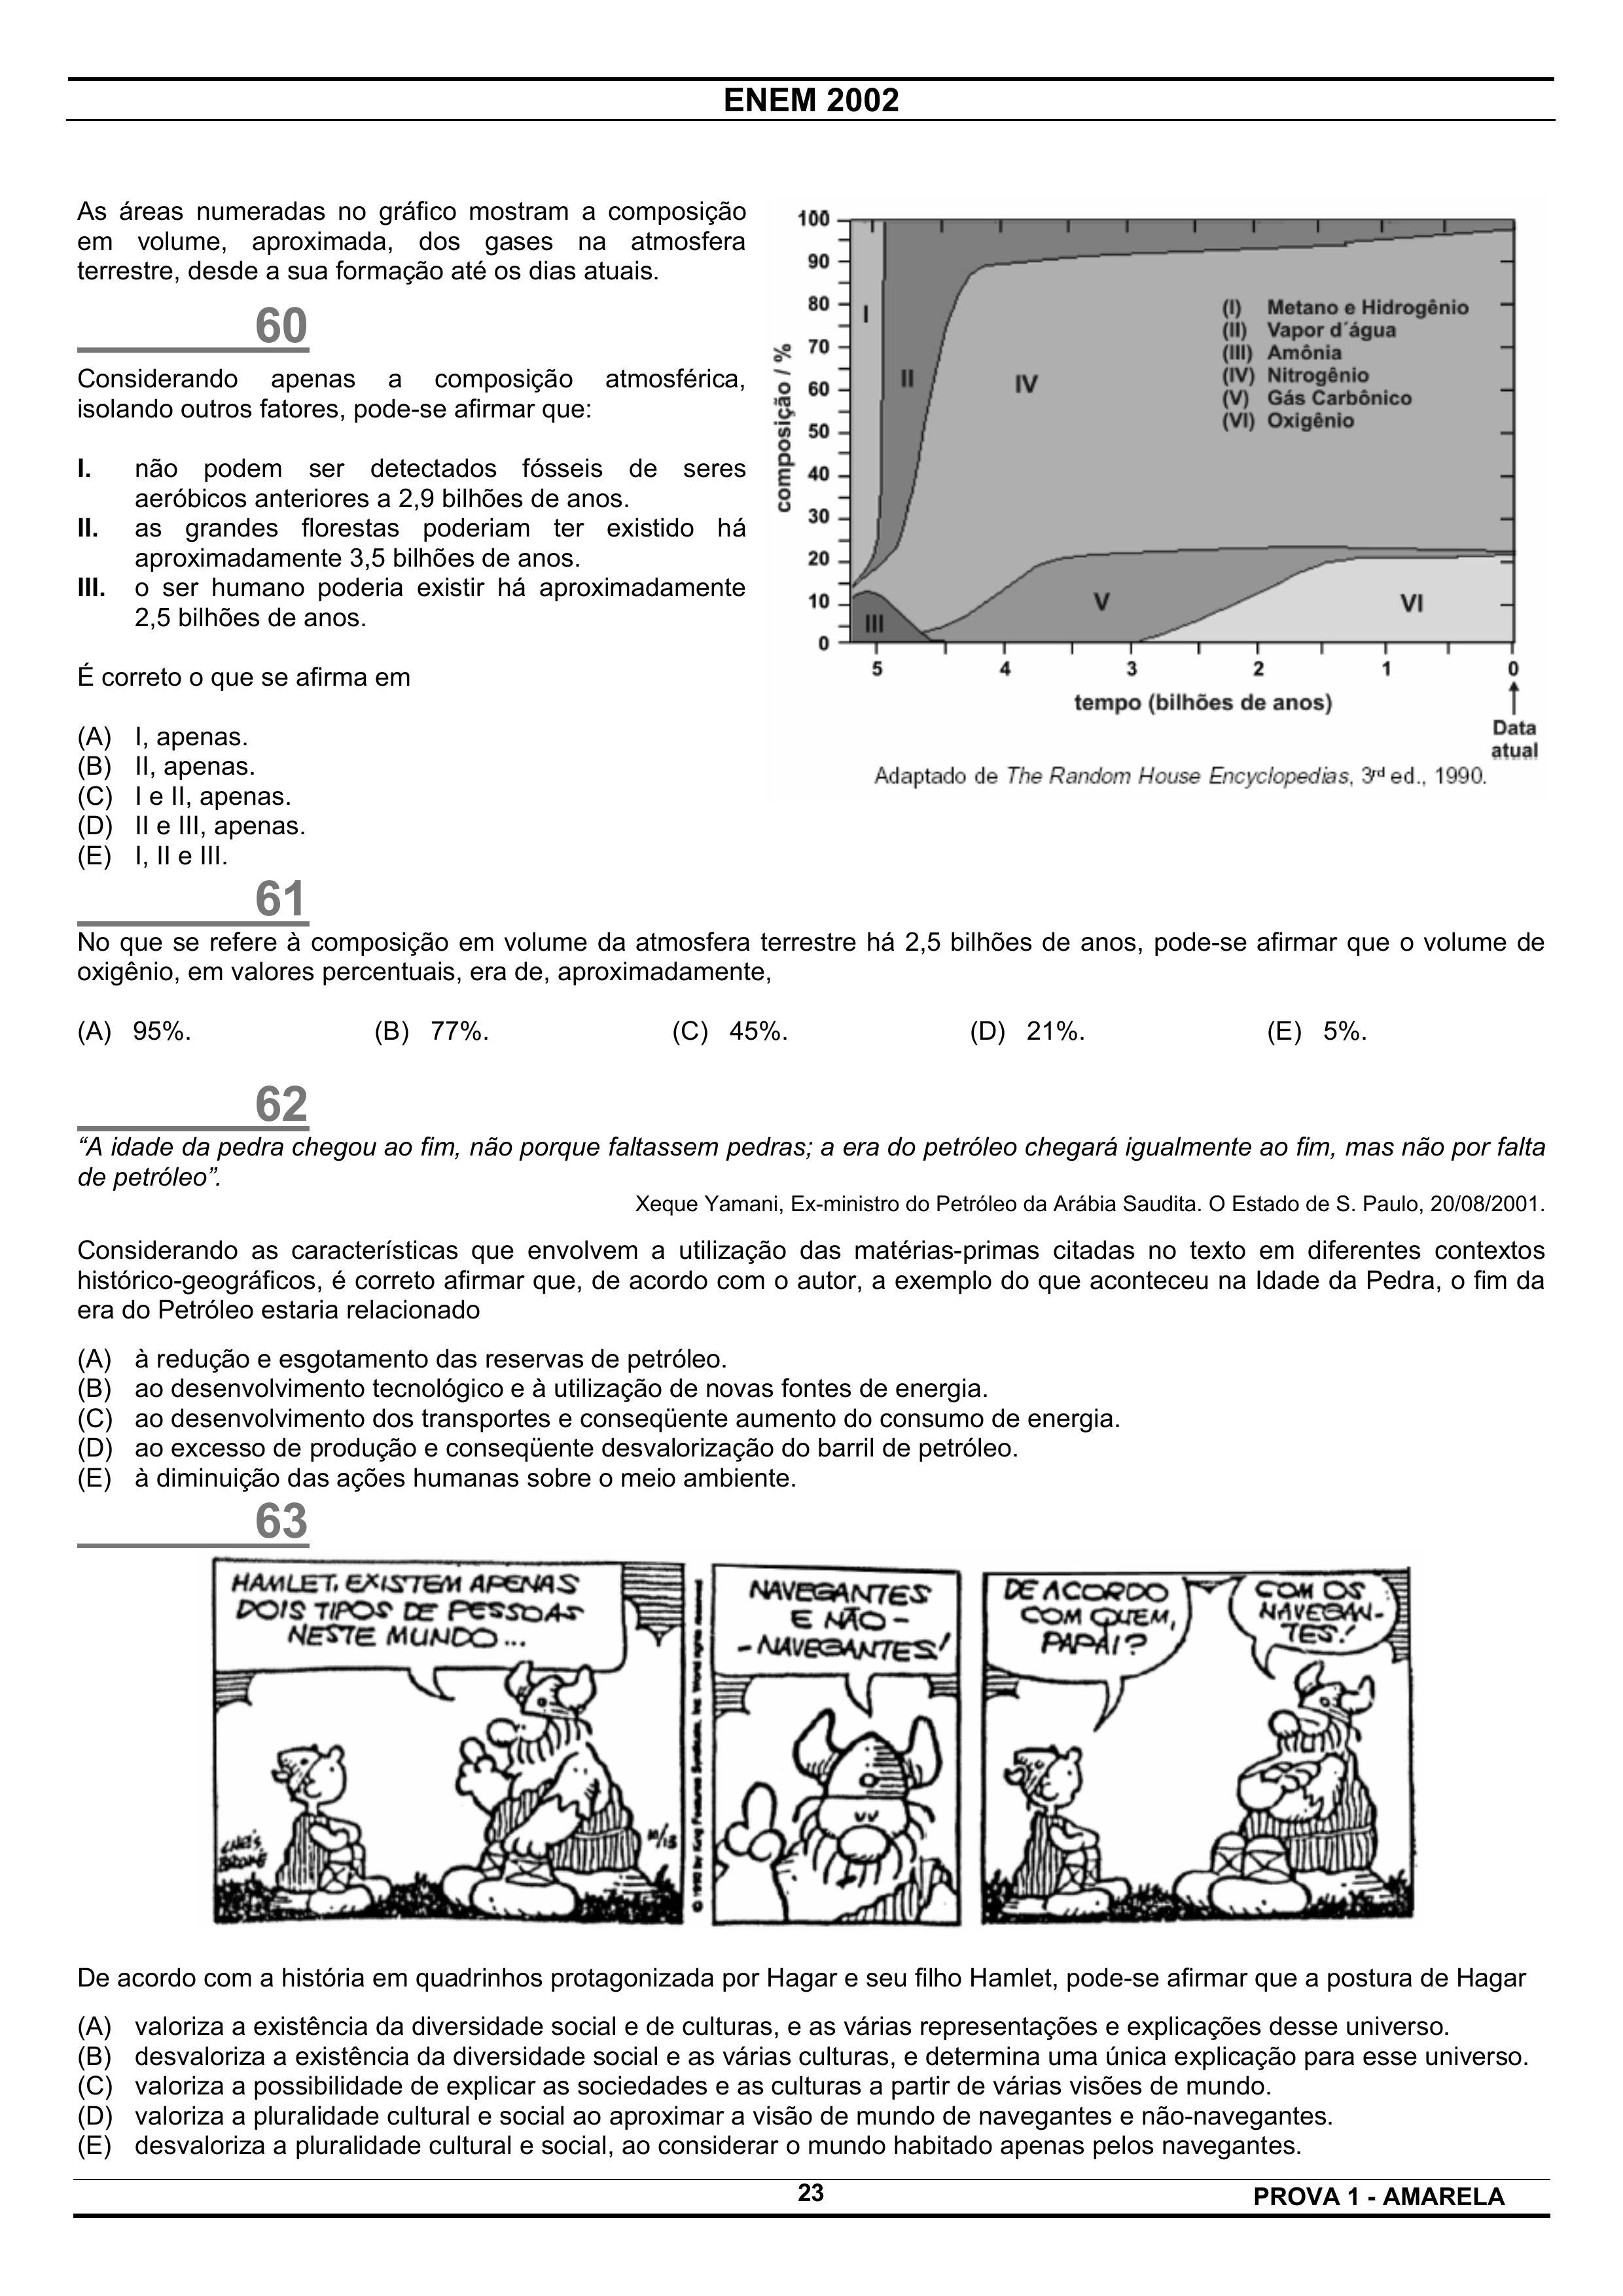 ENEM 2002
As áreas numeradas no gráfico mostram a composição
em volume, aproximada, dos gases na atmosfera
terrestre, desde a sua formação até os dias atuais.
60
Considerando apenas a composição atmosférica,
isolando outros fatores, pode-se afirmar que:
I. não podem ser detectados fósseis de seres
aeróbicos anteriores a 2,9 bilhões de anos.
II. as grandes florestas poderiam ter existido há
aproximadamente 3,5 bilhões de anos.
III. o ser humano poderia existir há aproximadamente
2,5 bilhões de anos.
É correto o que se afirma em
(A) I, apenas.
(B) II, apenas.
(C) I e II, apenas.
(D) II e III, apenas.
(E) I, II e III.
composição / %
100
90
80
70
60
50
40
30
20
10
0
I
II
III
IV
V
VI
(I) Metano e Hidrogênio
(II) Vapor d´água
(III) Amônia
(IV) Nitrogênio
(V) Gás Carbônico
(VI) Oxigênio
5 4 3 2 1 0
tempo (bilhões de anos)
Data
atual
Adaptado de The Random House Encyclopedias, 3rd ed., 1990.
61
No que se refere à composição em volume da atmosfera terrestre há 2,5 bilhões de anos, pode-se afirmar que o volume de
oxigênio, em valores percentuais, era de, aproximadamente,
(A) 95%. (B) 77%. (C) 45%. (D) 21%. (E) 5%.
62
“A idade da pedra chegou ao fim, não porque faltassem pedras; a era do petróleo chegará igualmente ao fim, mas não por falta
de petróleo”.
Xeque Yamani, Ex-ministro do Petróleo da Arábia Saudita. O Estado de S. Paulo, 20/08/2001.
Considerando as características que envolvem a utilização das matérias-primas citadas no texto em diferentes contextos
histórico-geográficos, é correto afirmar que, de acordo com o autor, a exemplo do que aconteceu na Idade da Pedra, o fim da
era do Petróleo estaria relacionado
(A) à redução e esgotamento das reservas de petróleo.
(B) ao desenvolvimento tecnológico e à utilização de novas fontes de energia.
(C) ao desenvolvimento dos transportes e conseqüente aumento do consumo de energia.
(D) ao excesso de produção e conseqüente desvalorização do barril de petróleo.
(E) à diminuição das ações humanas sobre o meio ambiente.
63
HAMLET, EXISTEM APENAS
DOIS TIPOS DE PESSOAS
NESTE MUNDO...
CHRIS
BROWNE
10/13
© 1990 by King Features Syndicate, Inc. World rights reserved
NAVEGANTES
E NÃO-
-NAVEGANTES!
DE ACORDO
COM QUEM,
PAPAI?
COM OS
NAVEGAN-
TES!
De acordo com a história em quadrinhos protagonizada por Hagar e seu filho Hamlet, pode-se afirmar que a postura de Hagar
(A) valoriza a existência da diversidade social e de culturas, e as várias representações e explicações desse universo.
(B) desvaloriza a existência da diversidade social e as várias culturas, e determina uma única explicação para esse universo.
(C) valoriza a possibilidade de explicar as sociedades e as culturas a partir de várias visões de mundo.
(D) valoriza a pluralidade cultural e social ao aproximar a visão de mundo de navegantes e não-navegantes.
(E) desvaloriza a pluralidade cultural e social, ao considerar o mundo habitado apenas pelos navegantes.
23
PROVA 1 - AMARELA